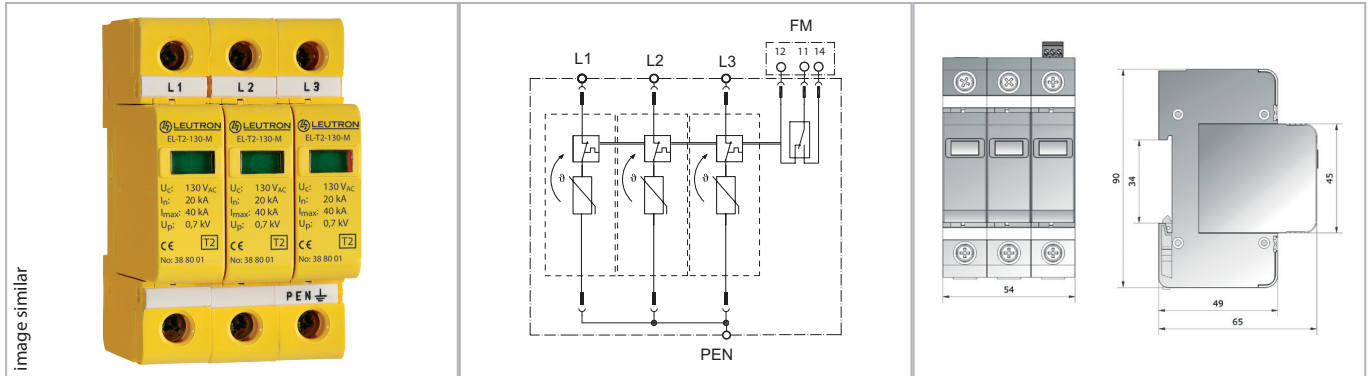 image similar
L1
L2
L3
LEUTRON
EL-T2-130-M
Uc: 130 VAC
In: 20 kA
Imax: 40 kA
Up: 0,7 kV
CE T2
No: 38 80 01
LEUTRON
EL-T2-130-M
Uc: 130 VAC
In: 20 kA
Imax: 40 kA
Up: 0,7 kV
CE T2
No: 38 80 01
LEUTRON
EL-T2-130-M
Uc: 130 VAC
In: 20 kA
Imax: 40 kA
Up: 0,7 kV
CE T2
No: 38 80 01
PEN
FM
12 11 14
L1 L2 L3
ϑ ϑ ϑ
PEN
54
90
34
45
49
65